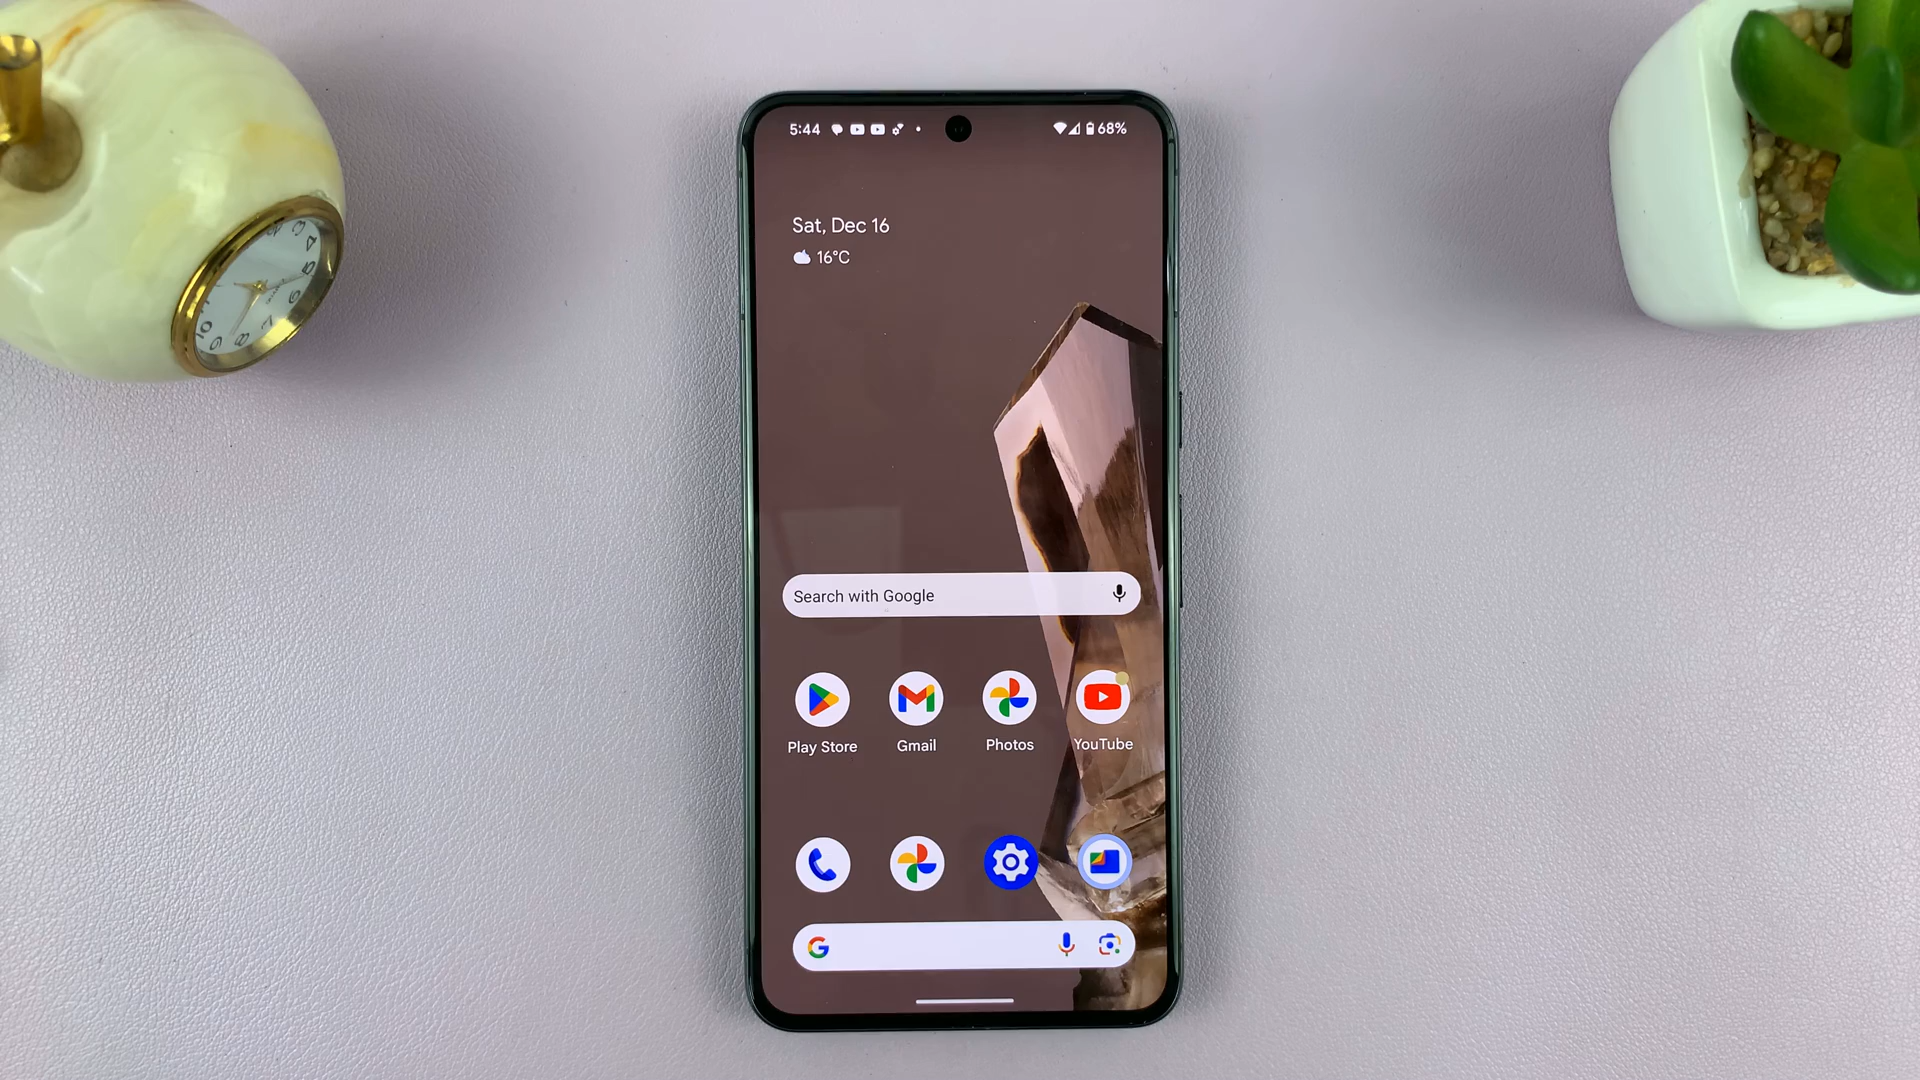 5:44
68%
Sat, Dec 16
16°C
Search with Google
Play Store
Gmail
Photos
YouTube